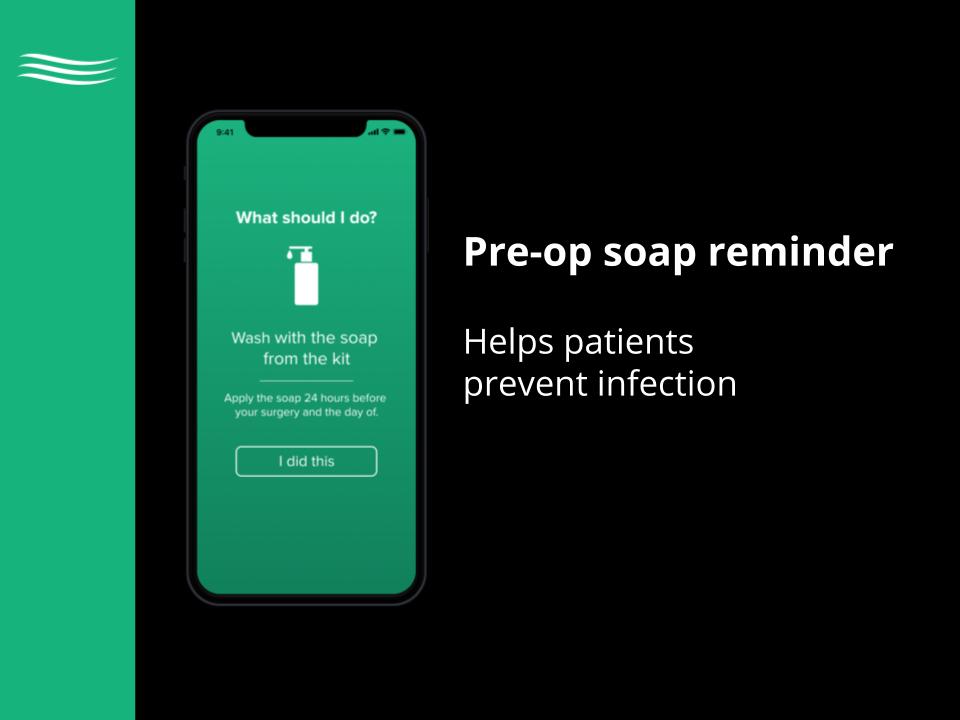 9:41
What should I do?
Wash with the soap
from the kit
Apply the soap 24 hours before
your surgery and the day of.
I did this
Pre-op soap reminder
Helps patients
prevent infection